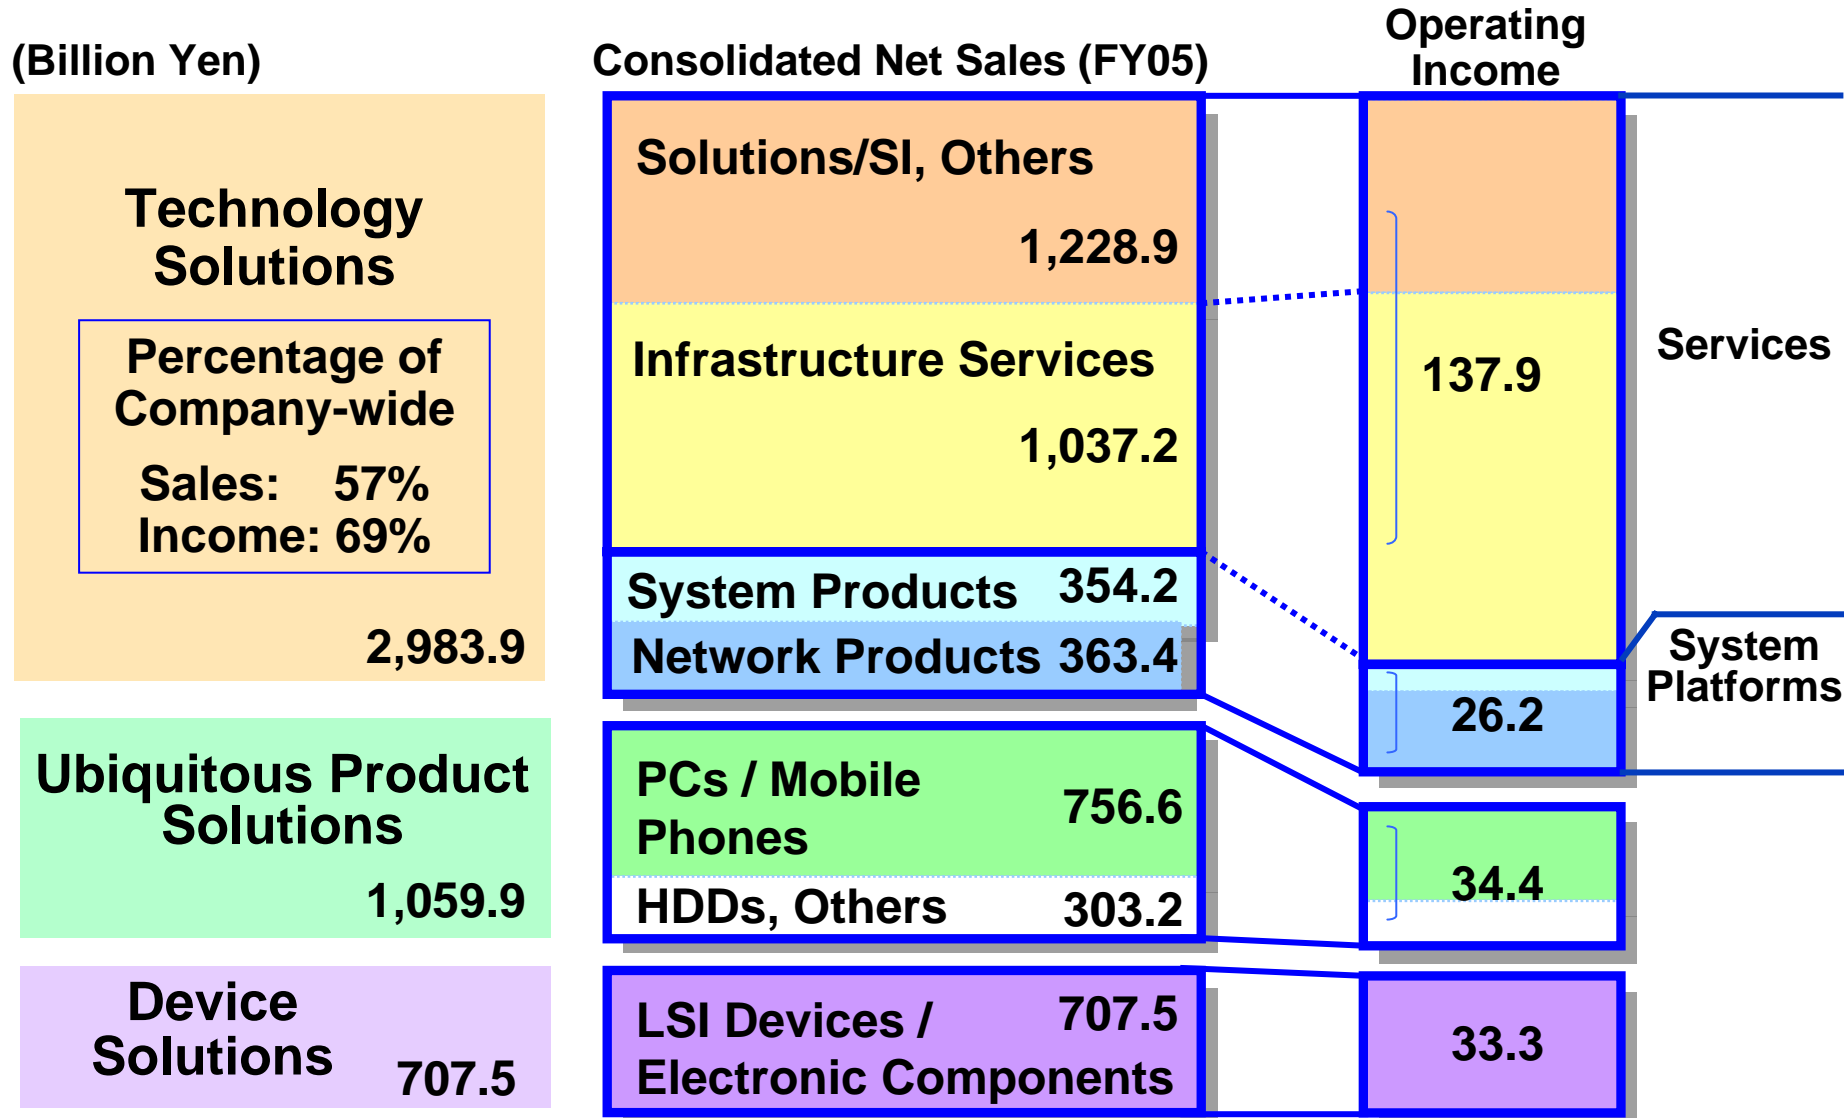 (Billion Yen)
Consolidated Net Sales (FY05)
Operating
Income
Technology
Solutions
Percentage of
Company-wide
Sales: 57%
Income: 69%
2,983.9
Solutions/SI, Others
1,228.9
Infrastructure Services
1,037.2
System Products 354.2
Network Products 363.4
137.9
Services
26.2
System
Platforms
Ubiquitous Product
Solutions
1,059.9
PCs / Mobile
Phones
756.6
HDDs, Others 303.2
34.4
Device
Solutions
707.5
LSI Devices /
Electronic Components
707.5
33.3